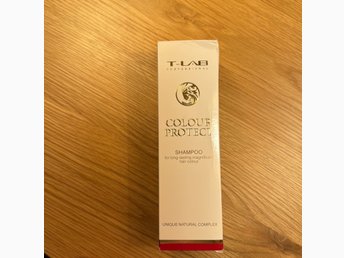 T-LAB
PROFESSIONAL
COLOUR
PROTECT
SHAMPOO
for long-lasting magnificent
hair colour
UNIQUE NATURAL COMPLEX